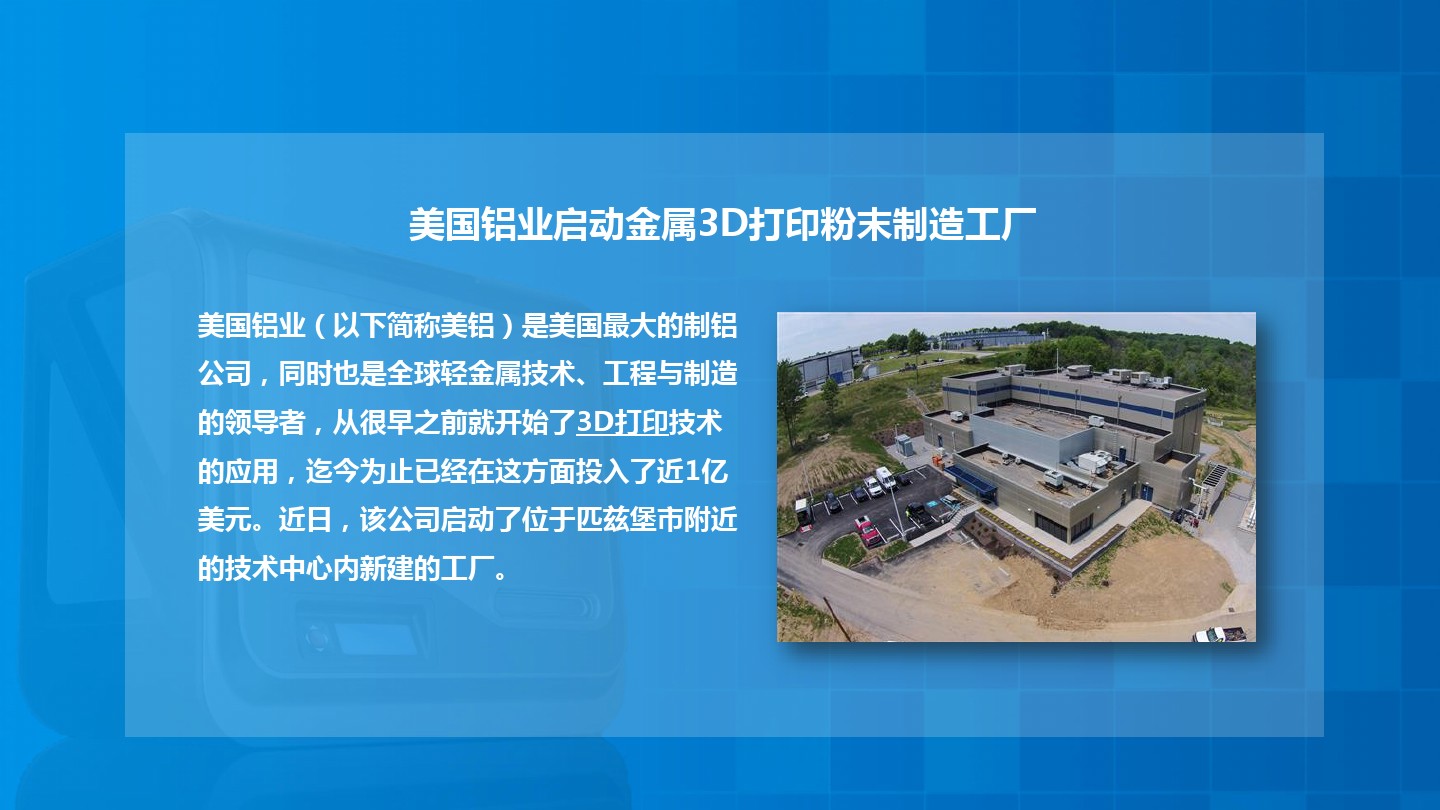 美国铝业启动金属3D打印粉末制造工厂
美国铝业（以下简称美铝）是美国最大的制铝
公司，同时也是全球轻金属技术、工程与制造
的领导者，从很早之前就开始了3D打印技术
的应用，迄今为止已经在这方面投入了近1亿
美元。近日，该公司启动了位于匹兹堡市附近
的技术中心内新建的工厂。